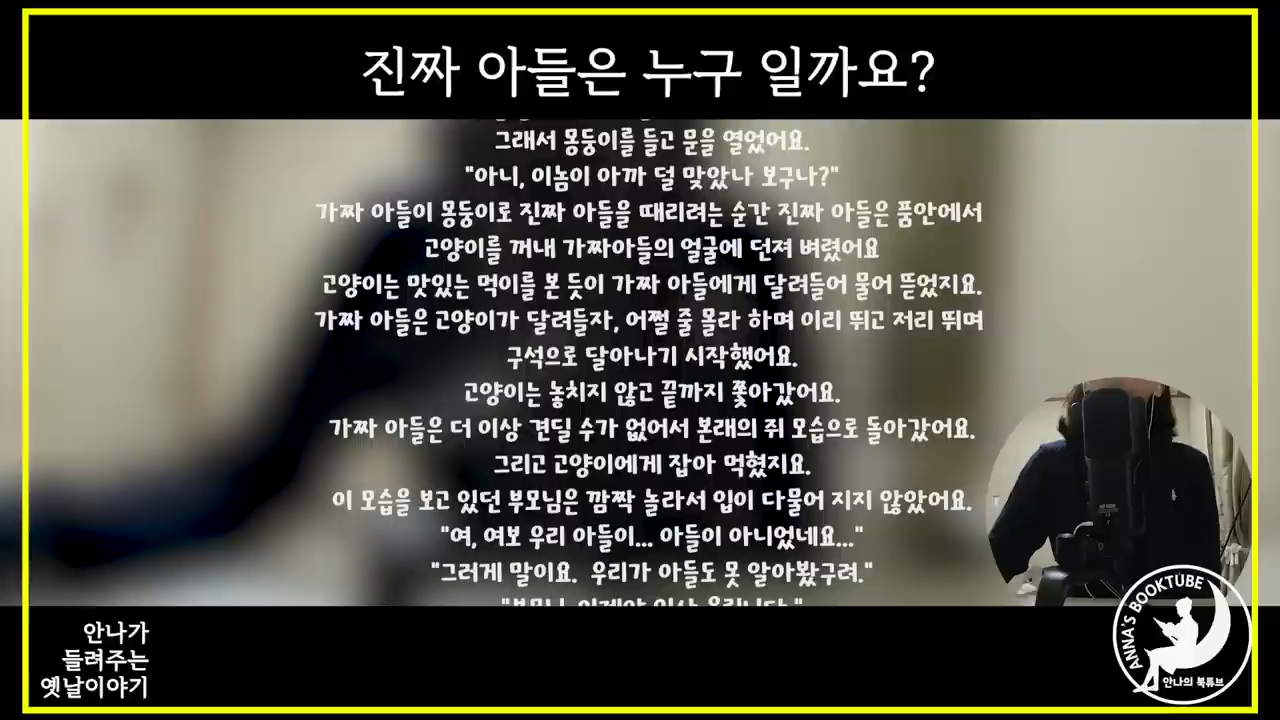 진짜 아들은 누구 일까요?
그래서 몽둥이를 들고 문을 열었어요.
"아니, 이놈이 아까 덜 맞았나 보구나?"
가짜 아들이 몽둥이로 진짜 아들을 때리려는 순간 진짜 아들은 품안에서
고양이를 꺼내 가짜아들의 얼굴에 던져 벼렸어요
고양이는 맛있는 먹이를 본 듯이 가짜 아들에게 달려들어 물어 뜯었지요.
가짜 아들은 고양이가 달려들자, 어쩔 줄 몰라 하며 이리 뛰고 저리 뛰며
구석으로 달아나기 시작했어요.
고양이는 놓치지 않고 끝까지 쫓아갔어요.
가짜 아들은 더 이상 견딜 수가 없어서 본래의 쥐 모습으로 돌아갔어요.
그리고 고양이에게 잡아 먹혔지요.
이 모습을 보고 있던 부모님은 깜짝 놀라서 입이 다물어 지지 않았어요.
"여, 여보 우리 아들이... 아들이 아니었네요..."
"그러게 말이요. 우리가 아들도 못 알아봤구려."
안나가
들려주는
옛날이야기
ANNA'S BOOKTUBE
안나의 북튜브